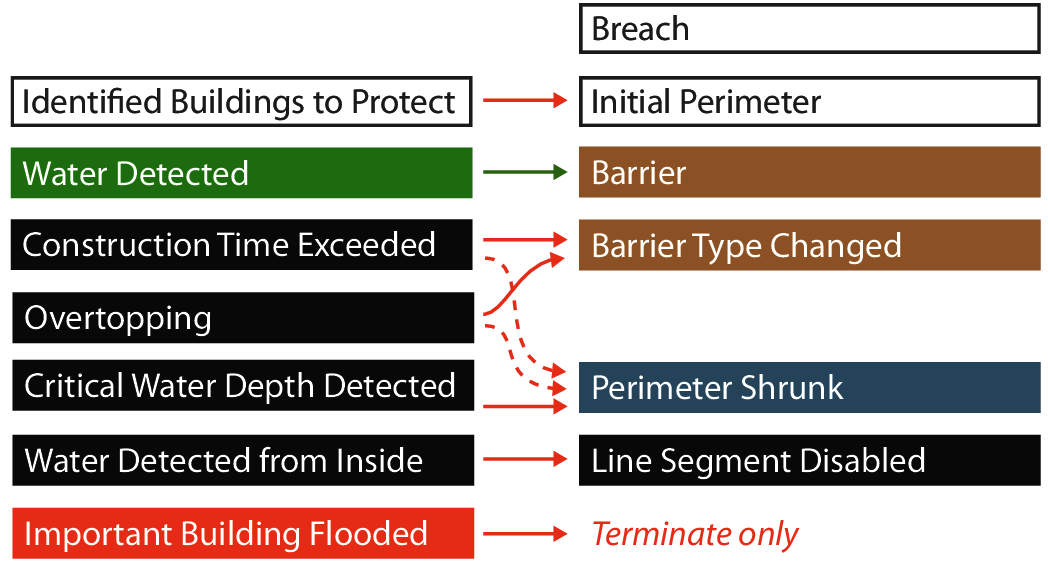 Breach
Identified Buildings to Protect
Initial Perimeter
Water Detected
Barrier
Construction Time Exceeded
Barrier Type Changed
Overtopping
Critical Water Depth Detected
Perimeter Shrunk
Water Detected from Inside
Line Segment Disabled
Important Building Flooded
Terminate only